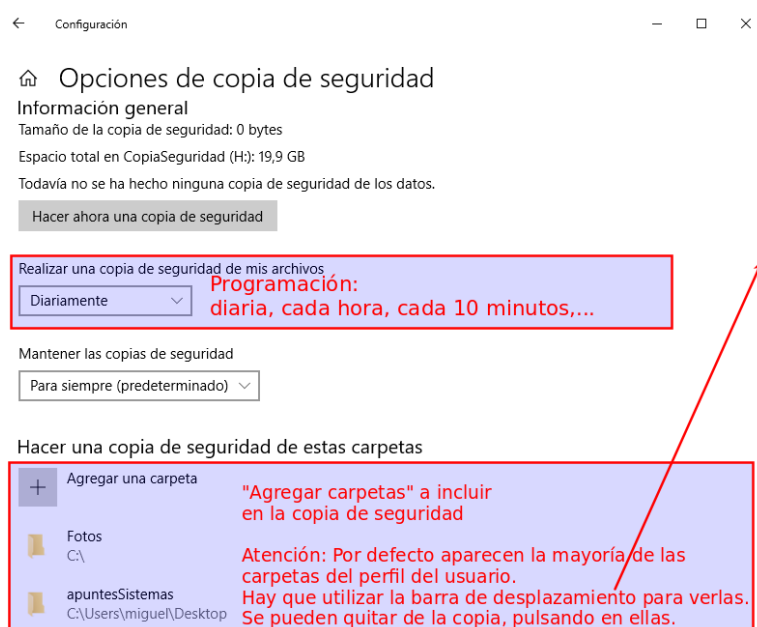 Configuración
Opciones de copia de seguridad
Información general
Tamaño de la copia de seguridad: 0 bytes
Espacio total en CopiaSeguridad (H:): 19,9 GB
Todavía no se ha hecho ninguna copia de seguridad de los datos.
Hacer ahora una copia de seguridad
Realizar una copia de seguridad de mis archivos
Diariamente
Programación:
diaria, cada hora, cada 10 minutos,...
Mantener las copias de seguridad
Para siempre (predeterminado)
Hacer una copia de seguridad de estas carpetas
Agregar una carpeta
"Agregar carpetas" a incluir
en la copia de seguridad
Fotos
C:\
Atención: Por defecto aparecen la mayoría de las
carpetas del perfil del usuario.
apuntesSistemas
C:\Users\miguel\Desktop
Hay que utilizar la barra de desplazamiento para verlas.
Se pueden quitar de la copia, pulsando en ellas.